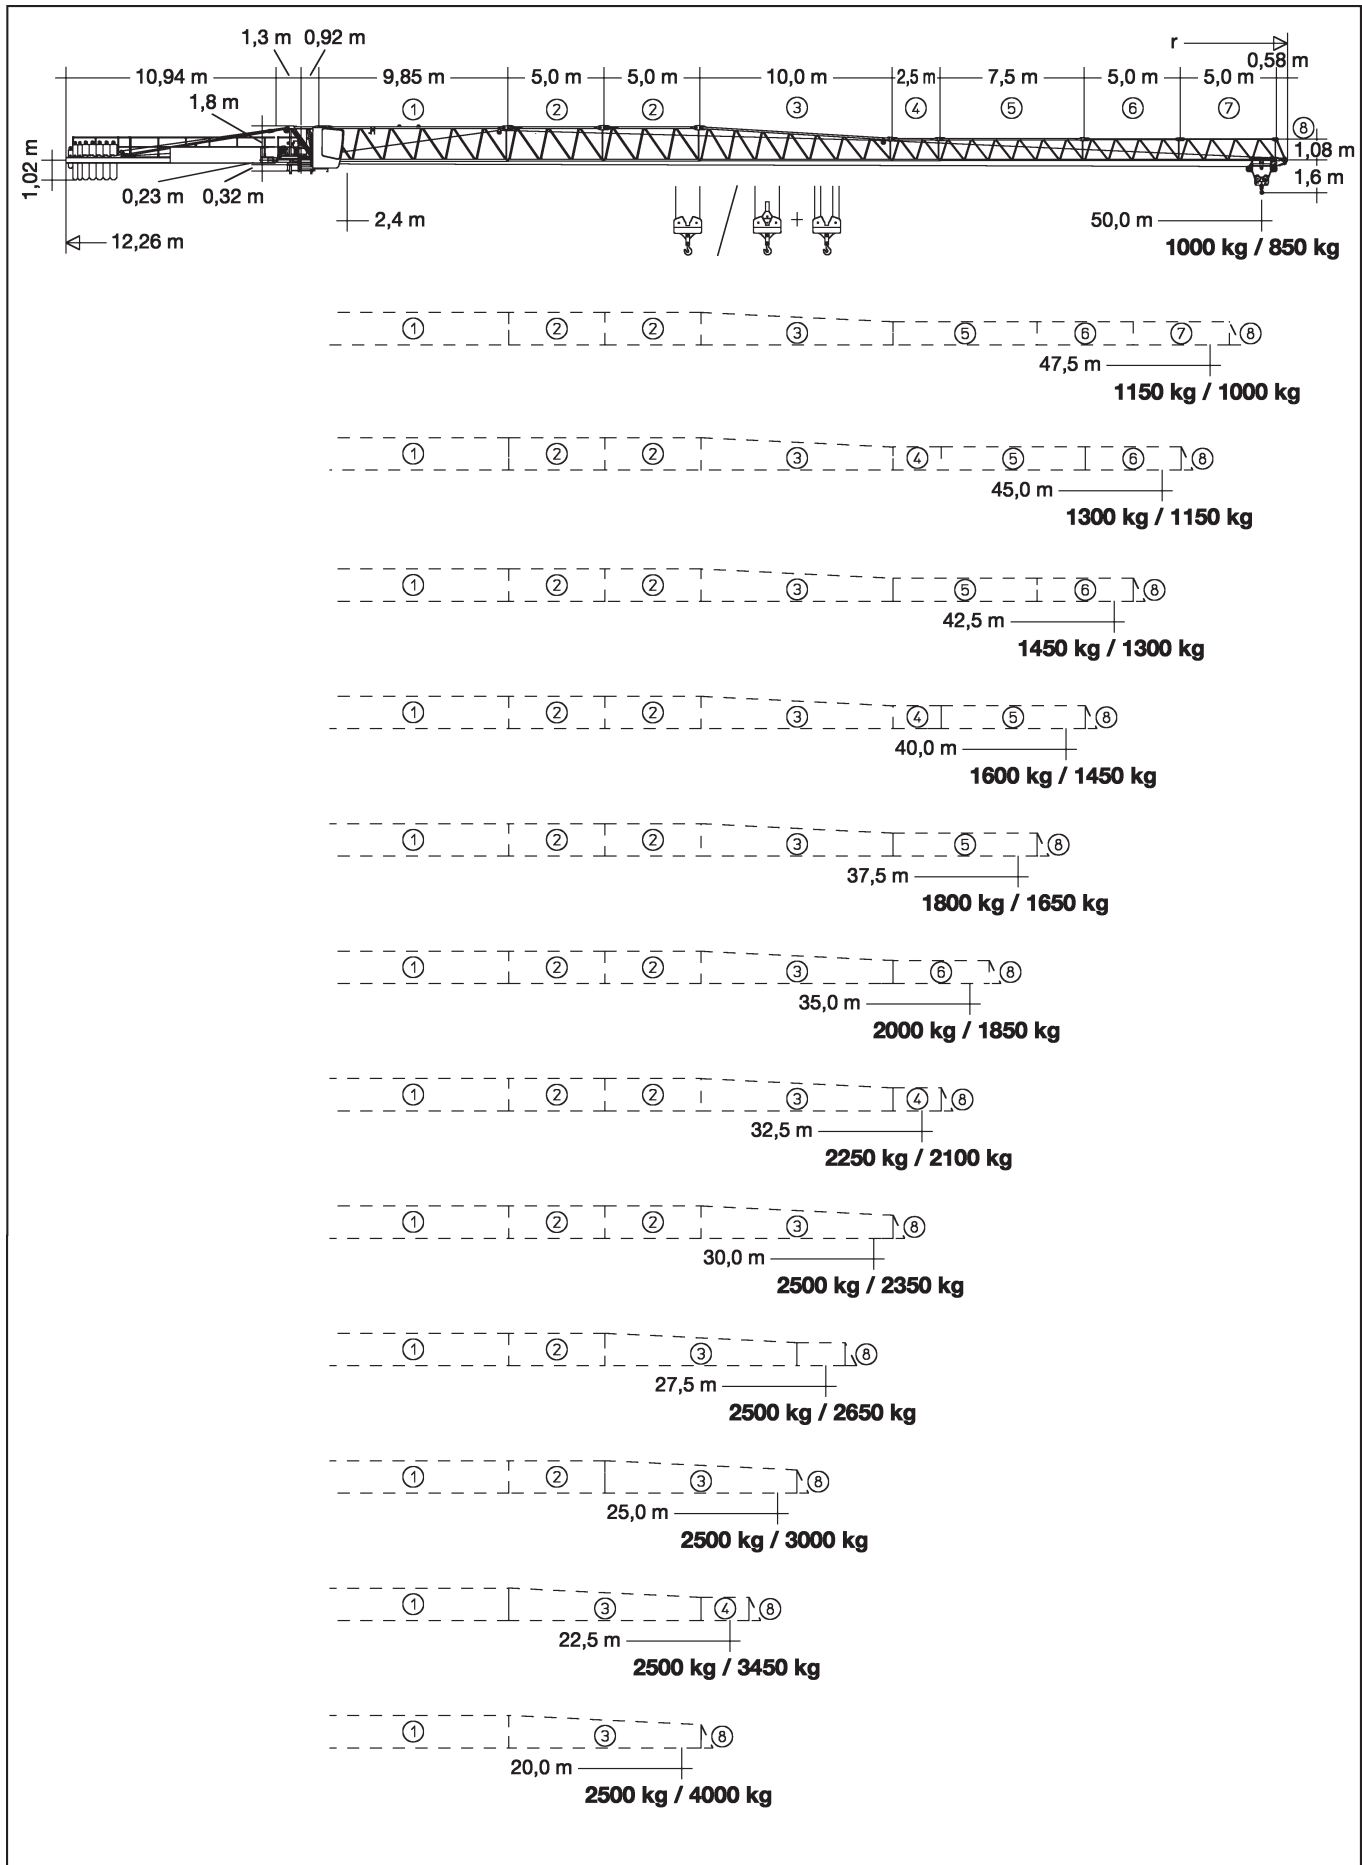 1,3 m 0,92 m
r
0,58 m
10,94 m 9,85 m 5,0 m 5,0 m 10,0 m 2,5 m 7,5 m 5,0 m 5,0 m
1,8 m
① ② ② ③ ④ ⑤ ⑥ ⑦ ⑧
1,02 m
1,08 m
1,6 m
0,23 m 0,32 m
2,4 m / + 50,0 m
12,26 m
1000 kg / 850 kg
① ② ② ③ ⑤ ⑥ ⑦ ⑧
47,5 m
1150 kg / 1000 kg
① ② ② ③ ④ ⑤ ⑥ ⑧
45,0 m
1300 kg / 1150 kg
① ② ② ③ ⑤ ⑥ ⑧
42,5 m
1450 kg / 1300 kg
① ② ② ③ ④ ⑤ ⑧
40,0 m
1600 kg / 1450 kg
① ② ② ③ ⑤ ⑧
37,5 m
1800 kg / 1650 kg
① ② ② ③ ⑥ ⑧
35,0 m
2000 kg / 1850 kg
① ② ② ③ ④ ⑧
32,5 m
2250 kg / 2100 kg
① ② ② ③ ⑧
30,0 m
2500 kg / 2350 kg
① ② ③ ⑧
27,5 m
2500 kg / 2650 kg
① ② ③ ⑧
25,0 m
2500 kg / 3000 kg
① ③ ④ ⑧
22,5 m
2500 kg / 3450 kg
① ③ ⑧
20,0 m
2500 kg / 4000 kg